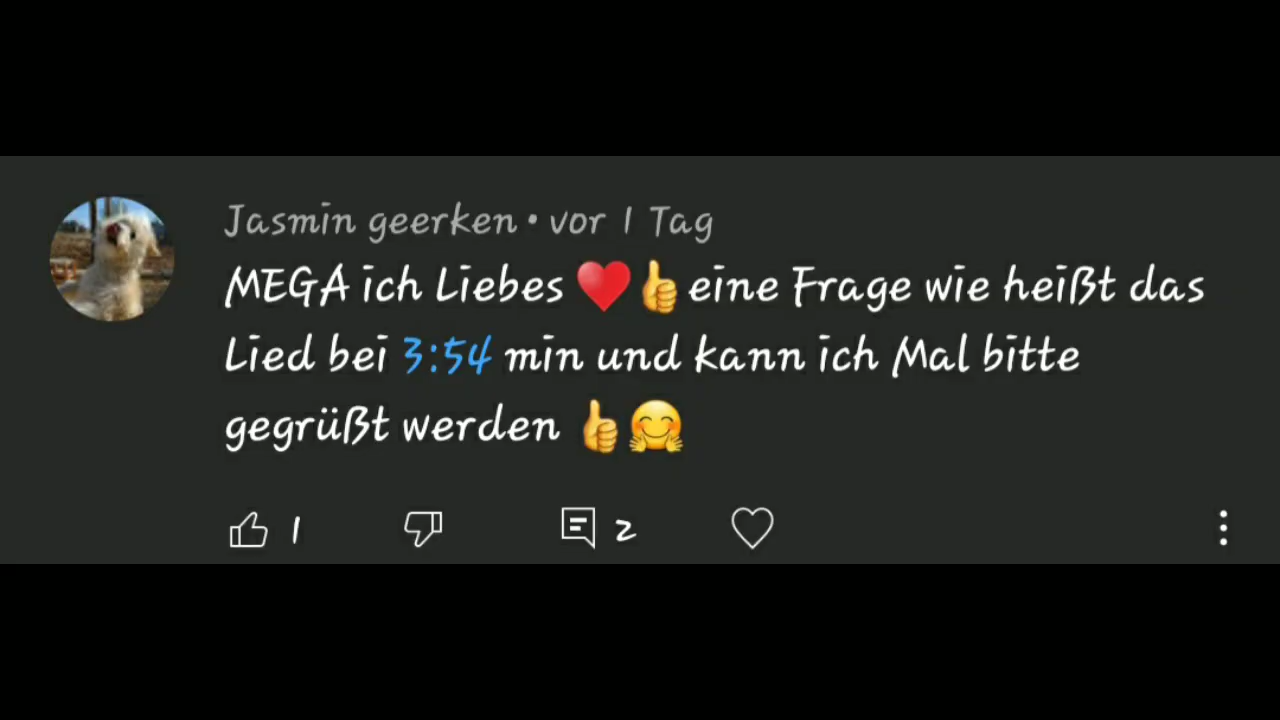 Jasmin geerken • vor 1 Tag
MEGA ich Liebes ❤️👍eine Frage wie heißt das
Lied bei 3:54 min und kann ich Mal bitte
gegrüßt werden 👍🤗
1 2